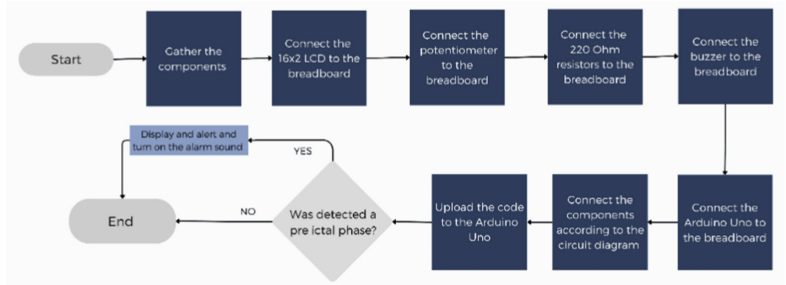 Start
Gather the
components
Connect the
16x2 LCD to the
breadboard
Connect the
potentiometer
to the
breadboard
Connect the
220 Ohm
resistors to the
breadboard
Connect the
buzzer to the
breadboard
Connect the
Arduino Uno to
the breadboard
Connect the
components
according to the
circuit diagram
Upload the code
to the Arduino
Uno
Was detected a
pre ictal phase?
YES
Display and alert and
turn on the alarm sound
NO
End